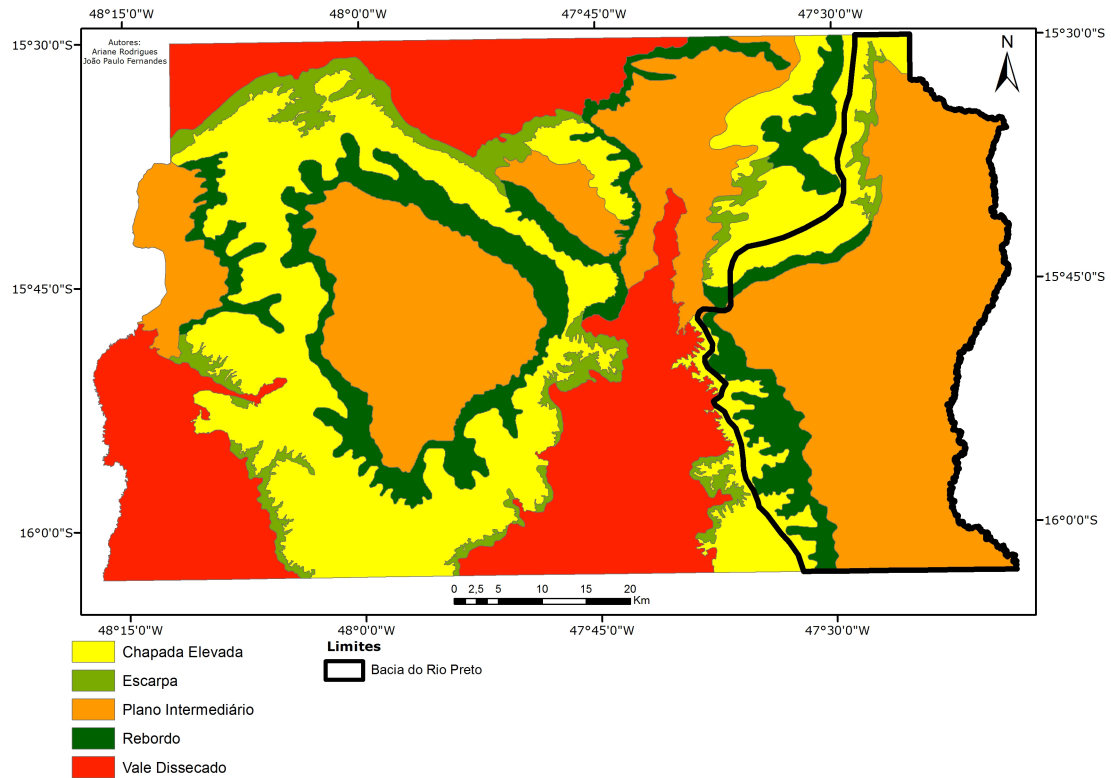 48°15'0"W 48°0'0"W 47°45'0"W 47°30'0"W
15°30'0"S
15°30'0"S
Autores:
Ariane Rodrigues
João Paulo Fernandes
N
15°45'0"S
15°45'0"S
16°0'0"S
16°0'0"S
0 2,5 5 10 15 20
Km
48°15'0"W 48°0'0"W 47°45'0"W 47°30'0"W
Chapada Elevada
Escarpa
Plano Intermediário
Rebordo
Vale Dissecado
Limites
Bacia do Rio Preto